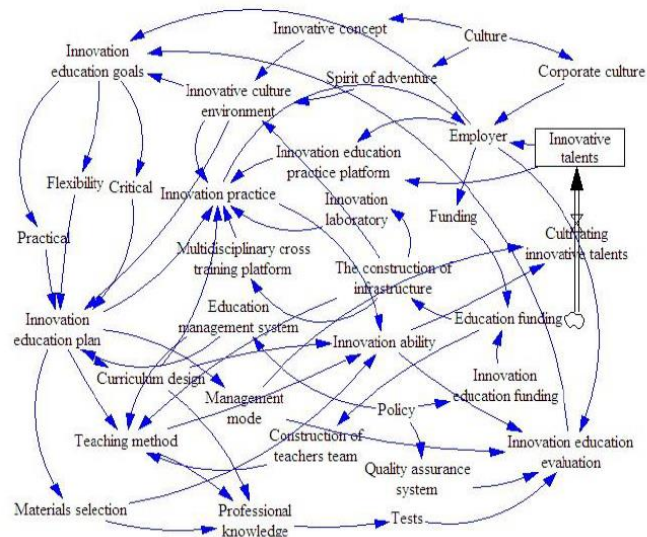 Innovative concept
Culture
Innovation
education goals
Spirit of adventure
Corporate culture
Innovative culture
environment
Employer
Innovative
talents
Innovation education
practice platform
Flexibility
Critical
Innovation practice
Innovation
laboratory
Funding
Practical
Cultivating
innovative talents
Multidisciplinary cross
training platform
The construction of
infrastructure
Innovation
education plan
Education
management system
Education funding
Innovation ability
Curriculum design
Management
mode
Innovation
education funding
Policy
Teaching method
Construction of
teachers team
Innovation education
evaluation
Quality assurance
system
Materials selection
Professional
knowledge
Tests